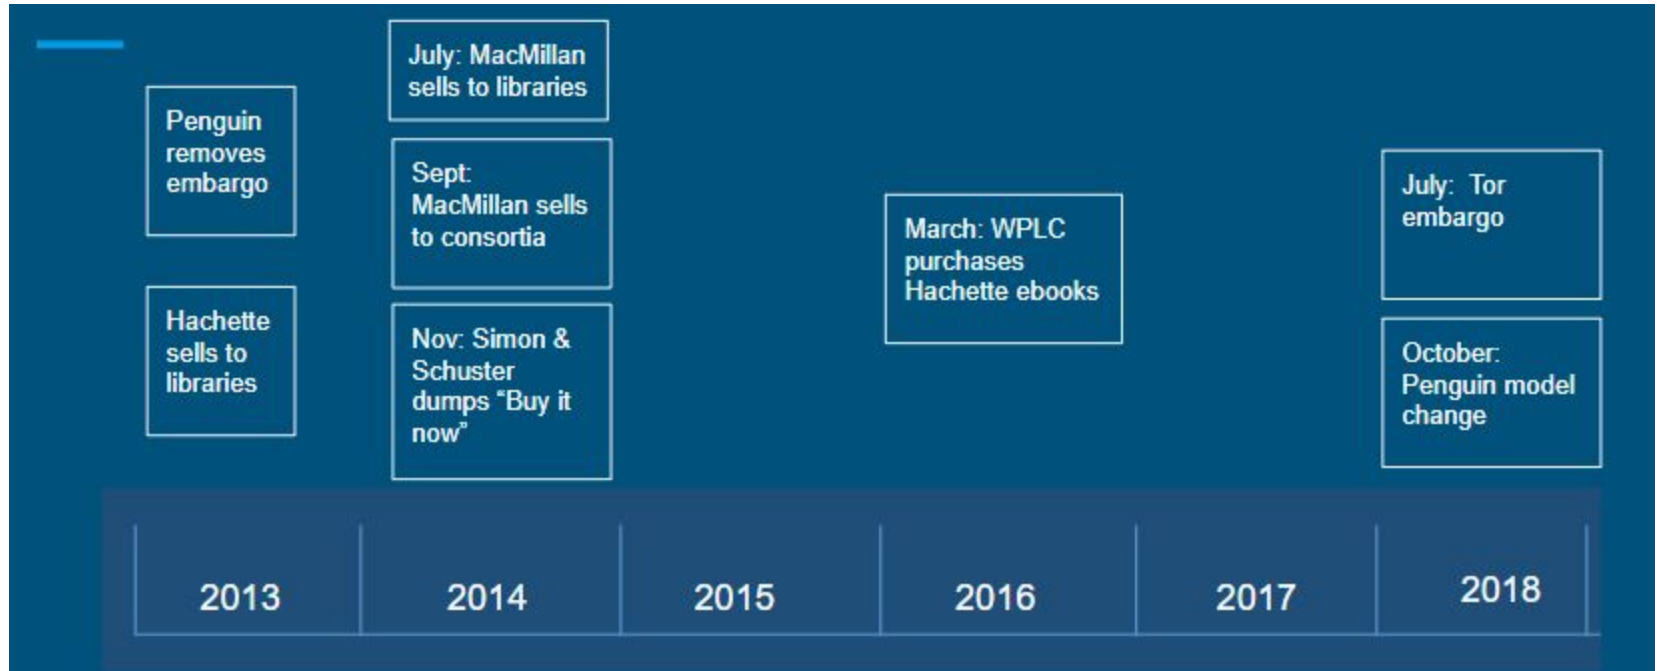 Penguin
removes
embargo
Hachette
sells to
libraries
July: MacMillan
sells to libraries
Sept:
MacMillan sells
to consortia
Nov: Simon &
Schuster
dumps “Buy it
now”
March: WPLC
purchases
Hachette ebooks
July:  Tor
embargo
October:
Penguin model
change
2013
2014
2015
2016
2017
2018